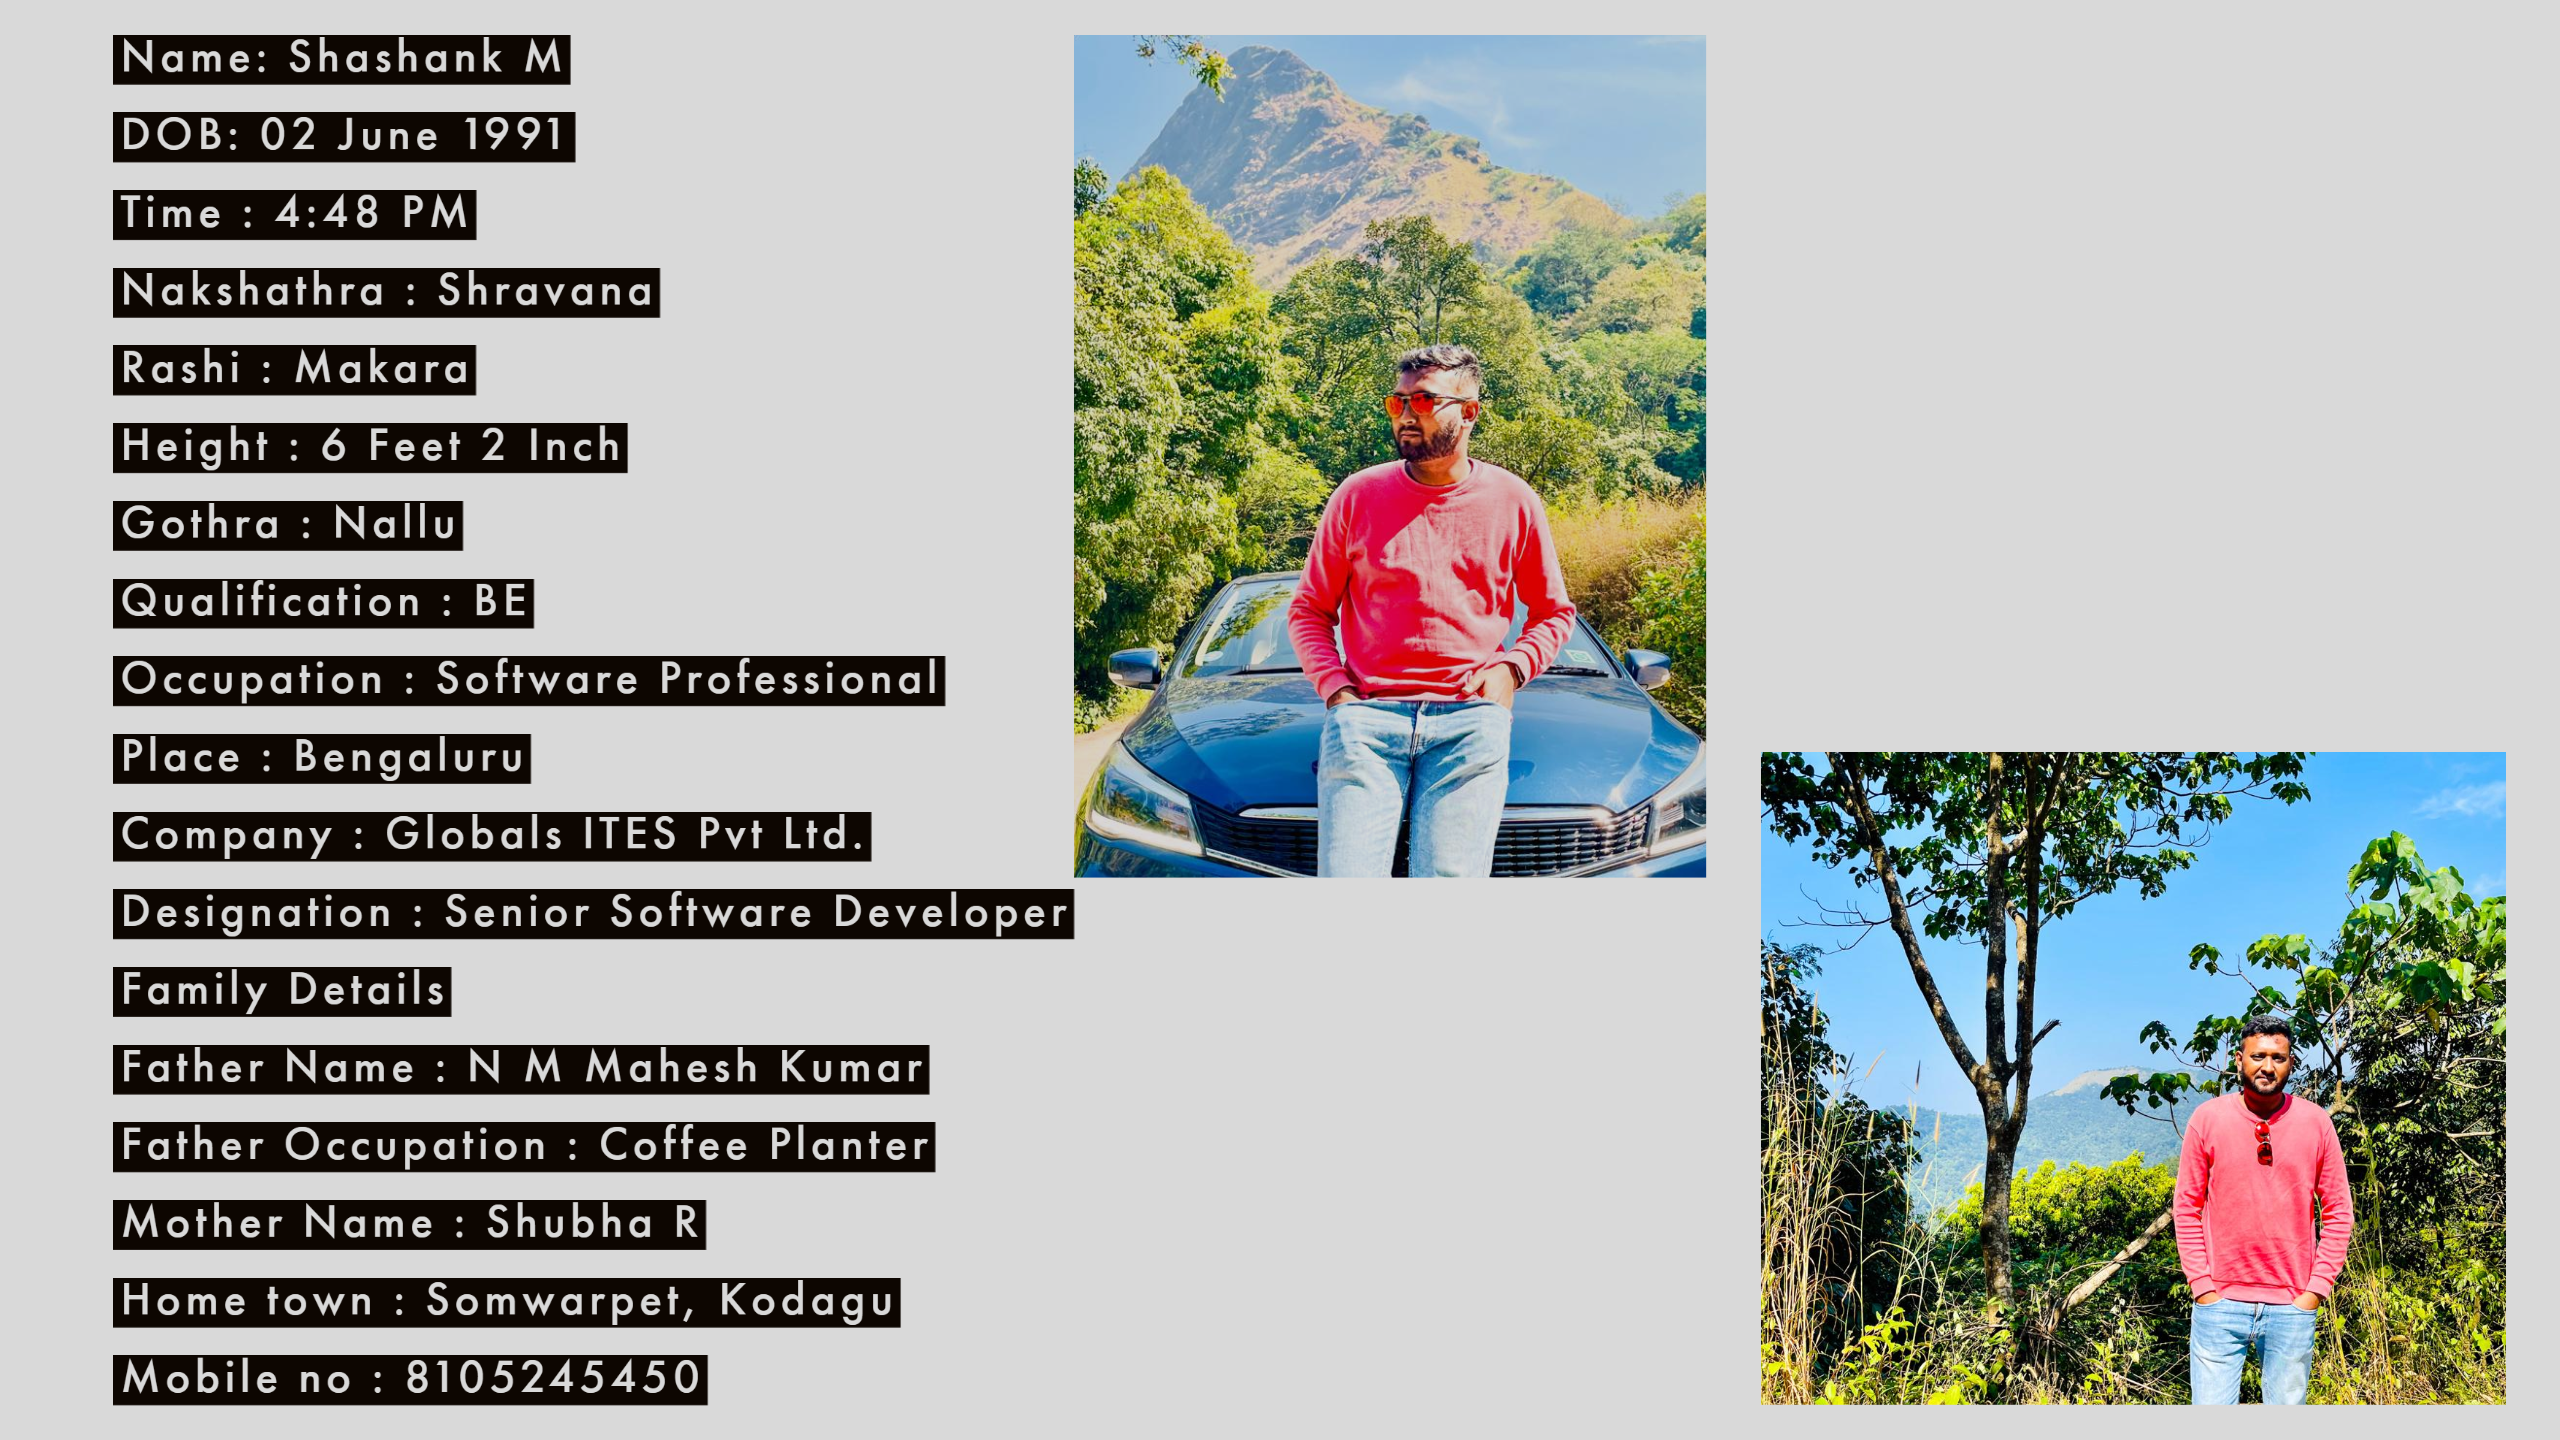 Name: Shashank M
DOB: 02 June 1991
Time : 4:48 PM
Nakshathra : Shravana
Rashi : Makara
Height : 6 Feet 2 Inch
Gothra : Nallu
Qualification : BE
Occupation : Software Professional
Place : Bengaluru
Company : Globals ITES Pvt Ltd.
Designation : Senior Software Developer
Family Details
Father Name : N M Mahesh Kumar
Father Occupation : Coffee Planter
Mother Name : Shubha R
Home town : Somwarpet, Kodagu
Mobile no : 8105245450